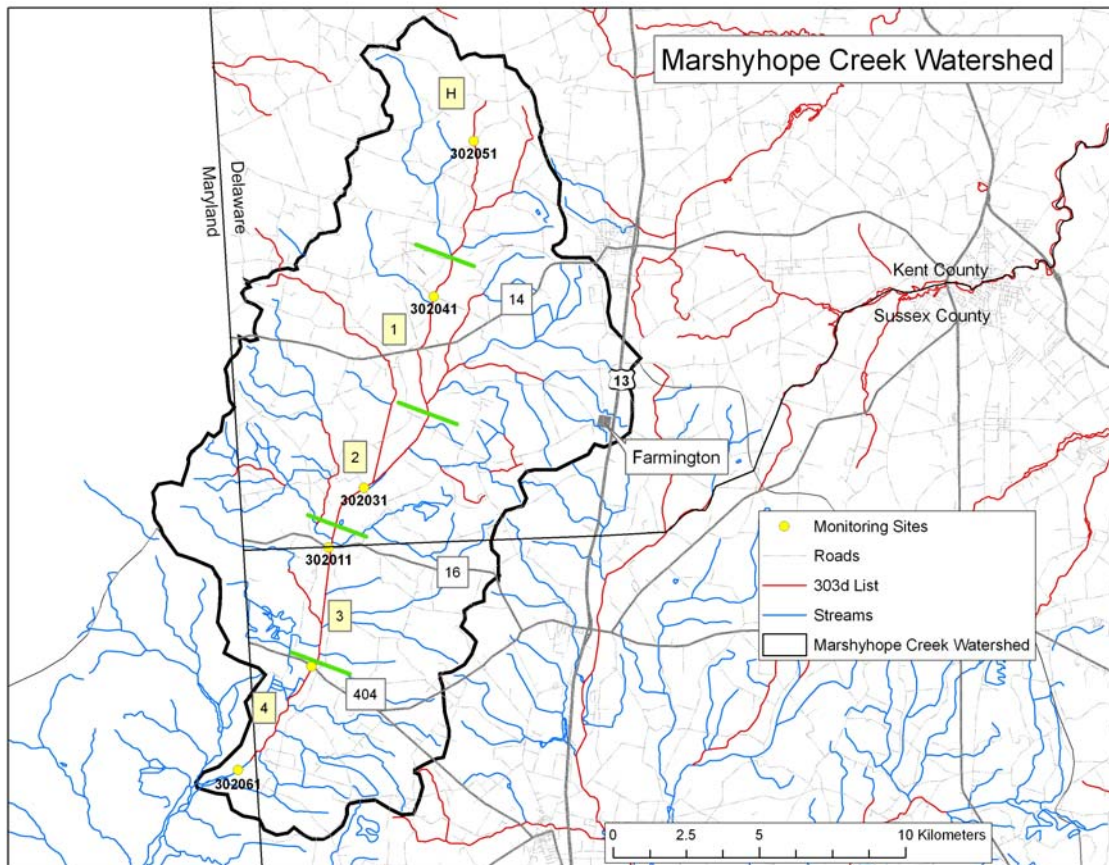 Marshyhope Creek Watershed
H
302051
Delaware
Maryland
Kent County
Sussex County
302041
14
1
13
2
Farmington
302031
302011
16
3
404
4
302061
Monitoring Sites
Roads
303d List
Streams
Marshyhope Creek Watershed
0 2.5 5 10 Kilometers